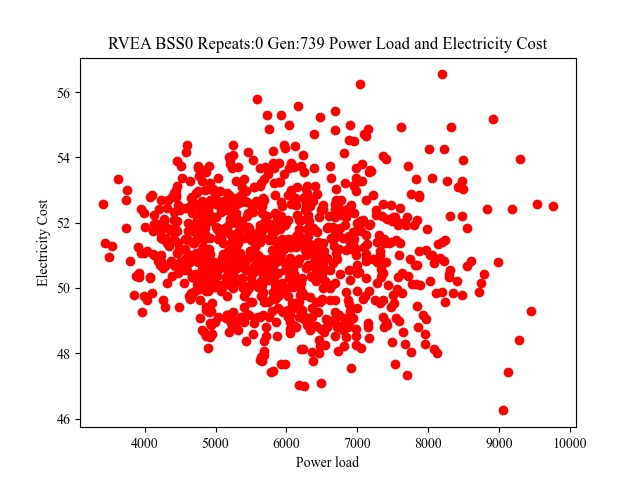 RVEA BSS0 Repeats:0 Gen:739 Power Load and Electricity Cost
56
54
52
50
48
46
Electricity Cost
4000 5000 6000 7000 8000 9000 10000
Power load